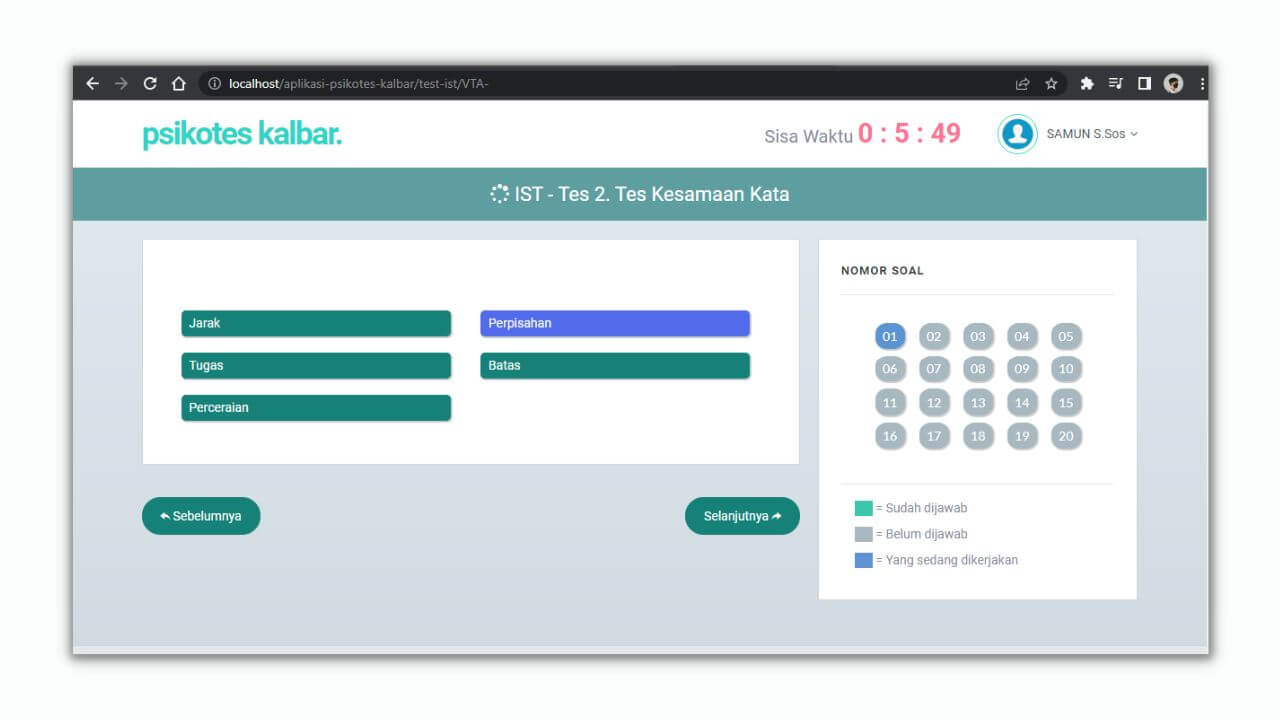 localhost/aplikasi-psikotes-kalbar/test-ist/VTA-
psikotes kalbar.
Sisa Waktu 0 : 5 : 49
SAMUN S.Sos
IST - Tes 2. Tes Kesamaan Kata
Jarak
Perpisahan
Tugas
Batas
Perceraian
Sebelumnya
Selanjutnya
NOMOR SOAL
01 02 03 04 05
06 07 08 09 10
11 12 13 14 15
16 17 18 19 20
= Sudah dijawab
= Belum dijawab
= Yang sedang dikerjakan